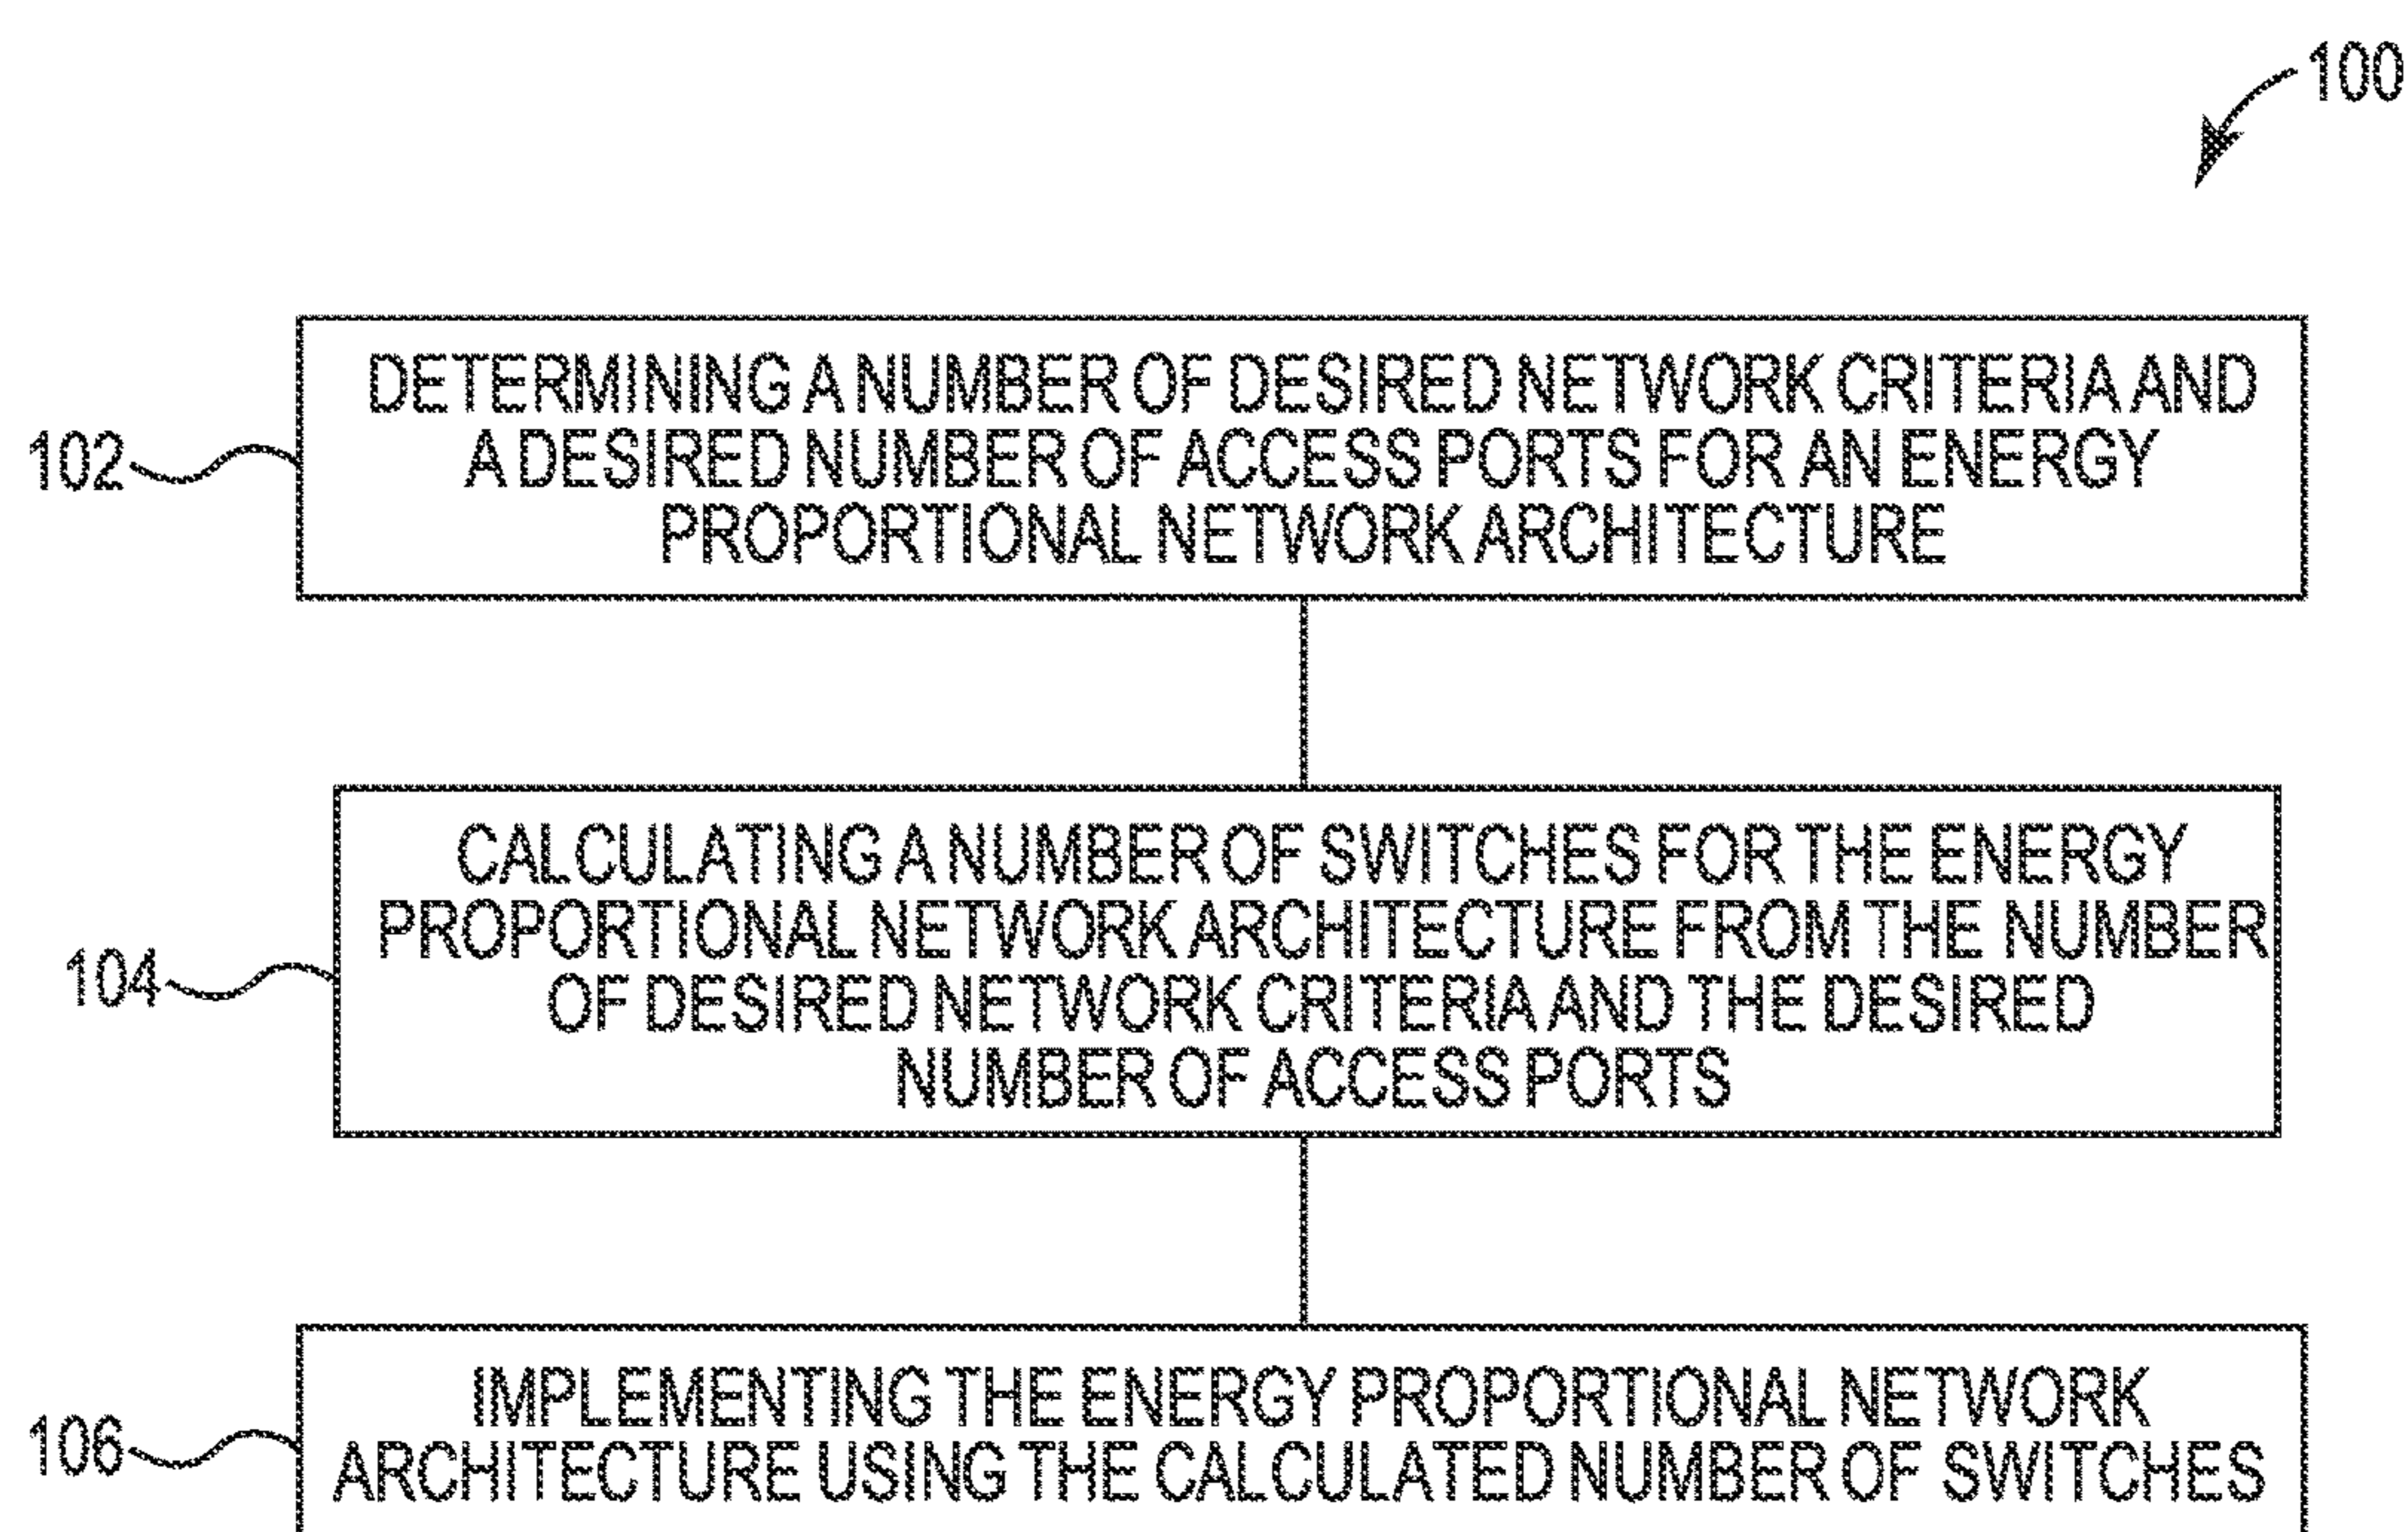 100
DETERMINING A NUMBER OF DESIRED NETWORK CRITERIA AND
A DESIRED NUMBER OF ACCESS PORTS FOR AN ENERGY
PROPORTIONAL NETWORK ARCHITECTURE
102
CALCULATING A NUMBER OF SWITCHES FOR THE ENERGY
PROPORTIONAL NETWORK ARCHITECTURE FROM THE NUMBER
OF DESIRED NETWORK CRITERIA AND THE DESIRED
NUMBER OF ACCESS PORTS
104
IMPLEMENTING THE ENERGY PROPORTIONAL NETWORK
ARCHITECTURE USING THE CALCULATED NUMBER OF SWITCHES
106